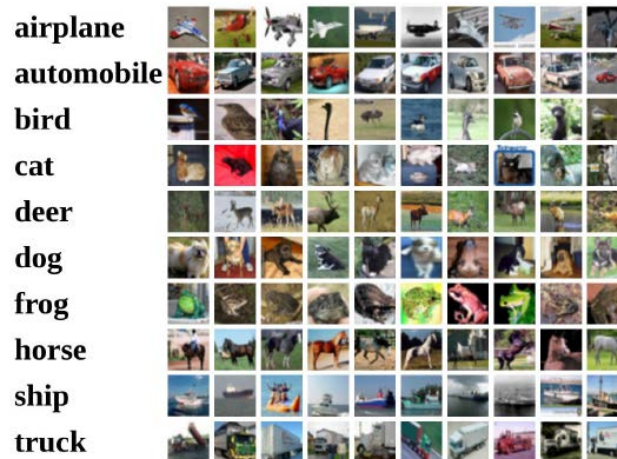 airplane
automobile
bird
cat
deer
dog
frog
horse
ship
truck